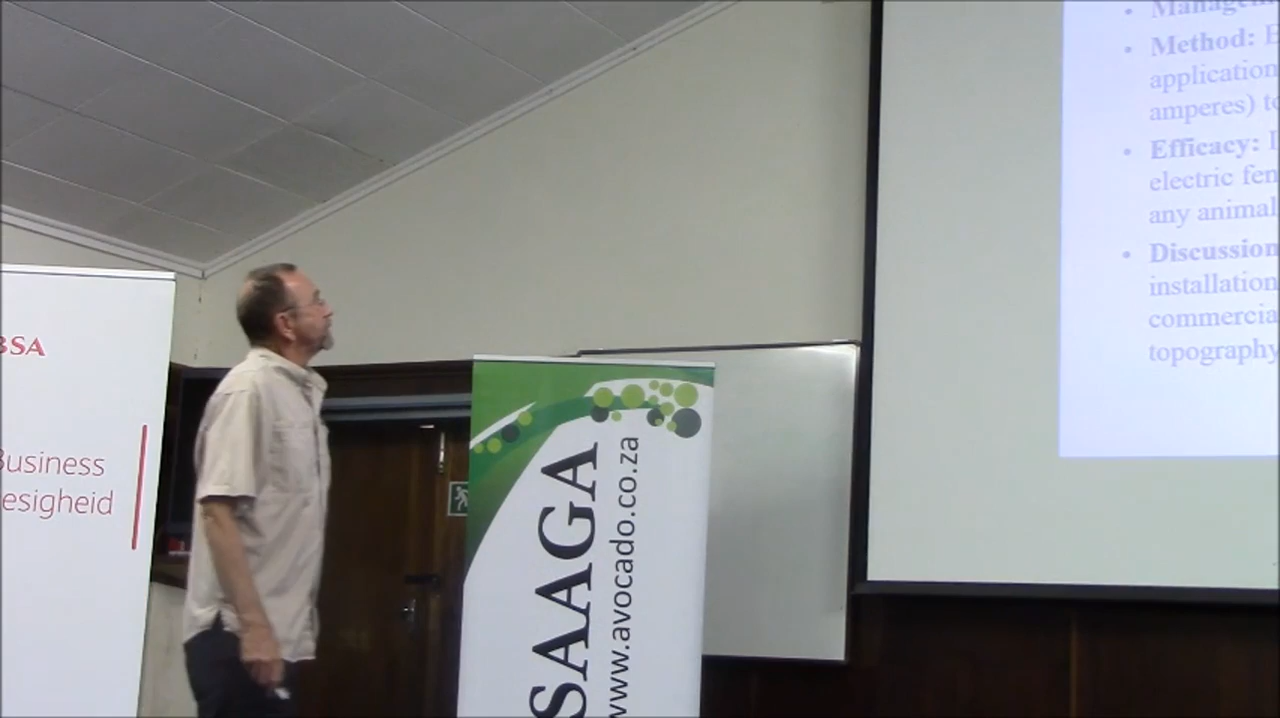 BSA
Business
esigheid
SAAGA
www.avocado.co.za
Method:
application
amperes) to
Efficacy:
electric fen
any animal
Discussion
installation
commercia
topography